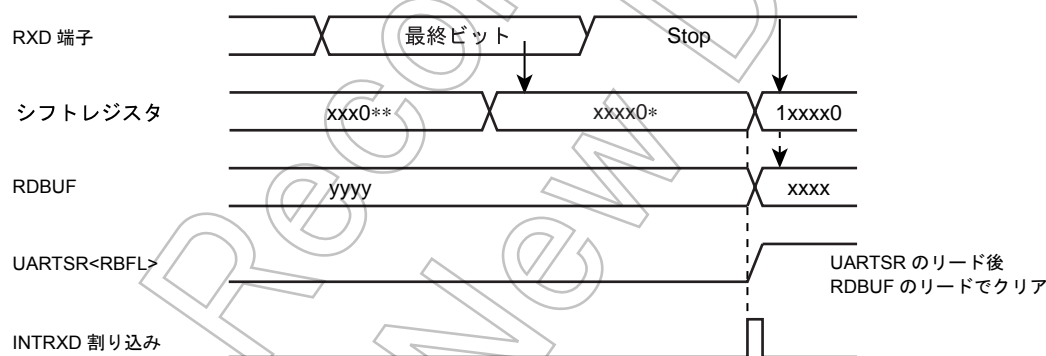 RXD 端子
最終ビット
Stop
シフトレジスタ
xxx0**
xxxx0*
1xxxx0
RDBUF
yyyy
xxxx
UARTSR<RBFL>
UARTSR のリード後
RDBUF のリードでクリア
INTRXD 割り込み